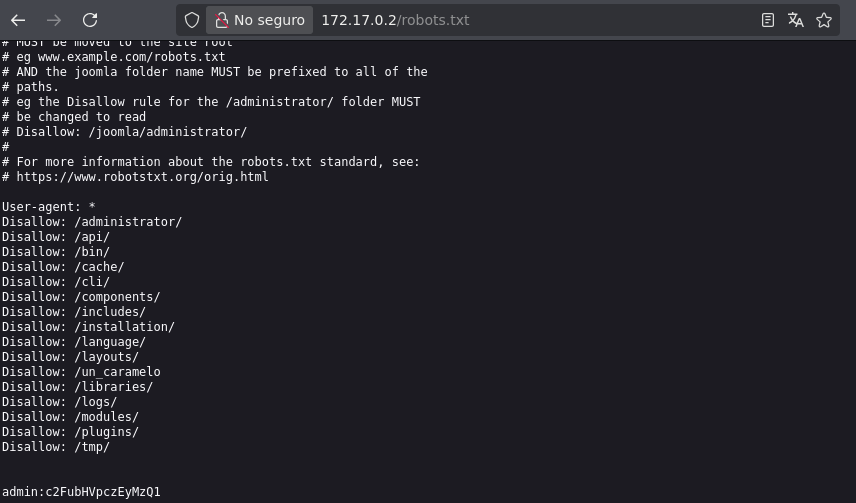 No seguro 172.17.0.2/robots.txt
# MUST be moved to the site root
# eg www.example.com/robots.txt
# AND the joomla folder name MUST be prefixed to all of the
# paths.
# eg the Disallow rule for the /administrator/ folder MUST
# be changed to read
# Disallow: /joomla/administrator/
#
# For more information about the robots.txt standard, see:
# https://www.robotstxt.org/orig.html
User-agent: *
Disallow: /administrator/
Disallow: /api/
Disallow: /bin/
Disallow: /cache/
Disallow: /cli/
Disallow: /components/
Disallow: /includes/
Disallow: /installation/
Disallow: /language/
Disallow: /layouts/
Disallow: /un_caramelo
Disallow: /libraries/
Disallow: /logs/
Disallow: /modules/
Disallow: /plugins/
Disallow: /tmp/
admin:c2FubHVpczEyMzQ1